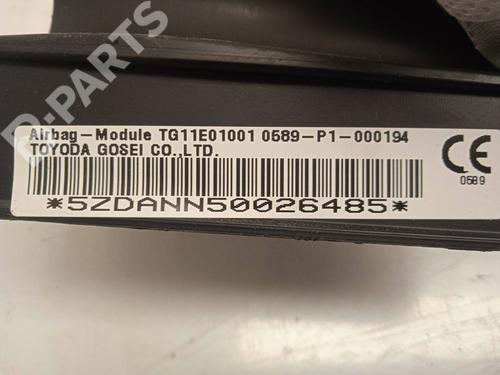 D-PARTS
Airbag-Module TG11E01001 0589-P1-000194
TOYODA GOSEI CO.,LTD.
CE
0589
*5ZDANN50026485*